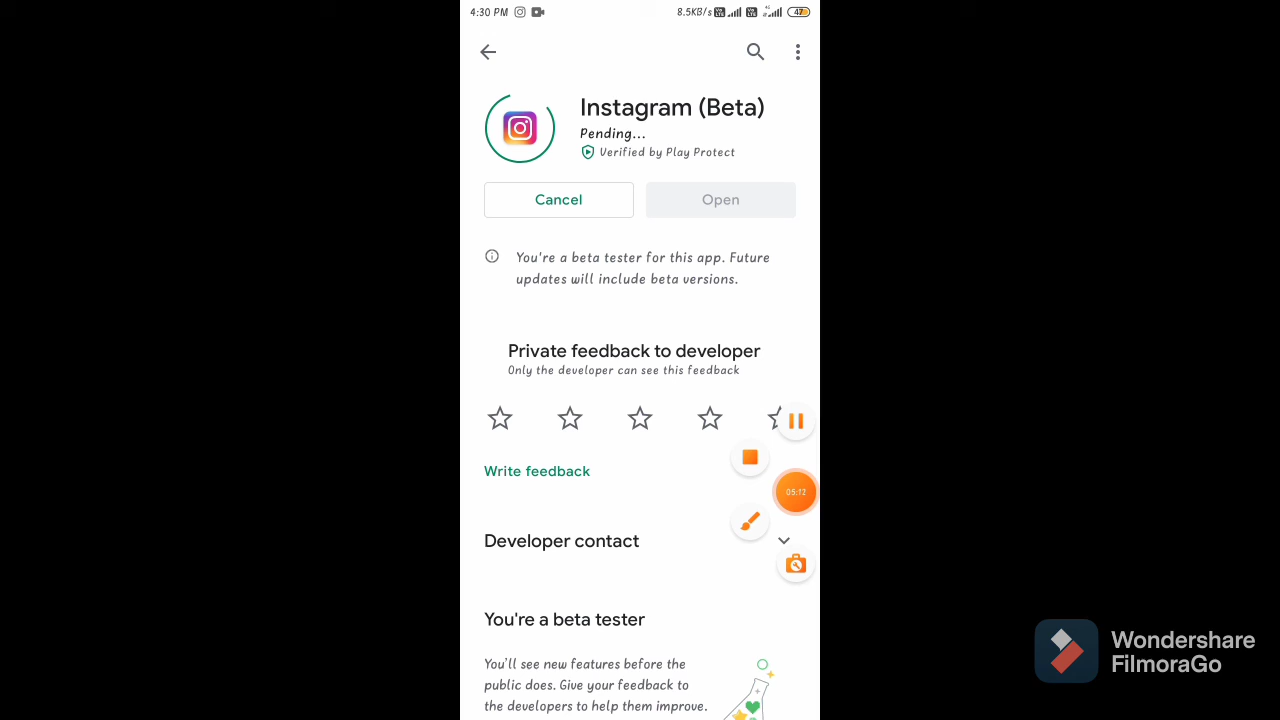 4:30 PM
8.5KB/s
47
Instagram (Beta)
Pending...
Verified by Play Protect
Cancel
Open
You're a beta tester for this app. Future
updates will include beta versions.
Private feedback to developer
Only the developer can see this feedback
Write feedback
05:12
Developer contact
You're a beta tester
You'll see new features before the
public does. Give your feedback to
the developers to help them improve.
Wondershare
FilmoraGo